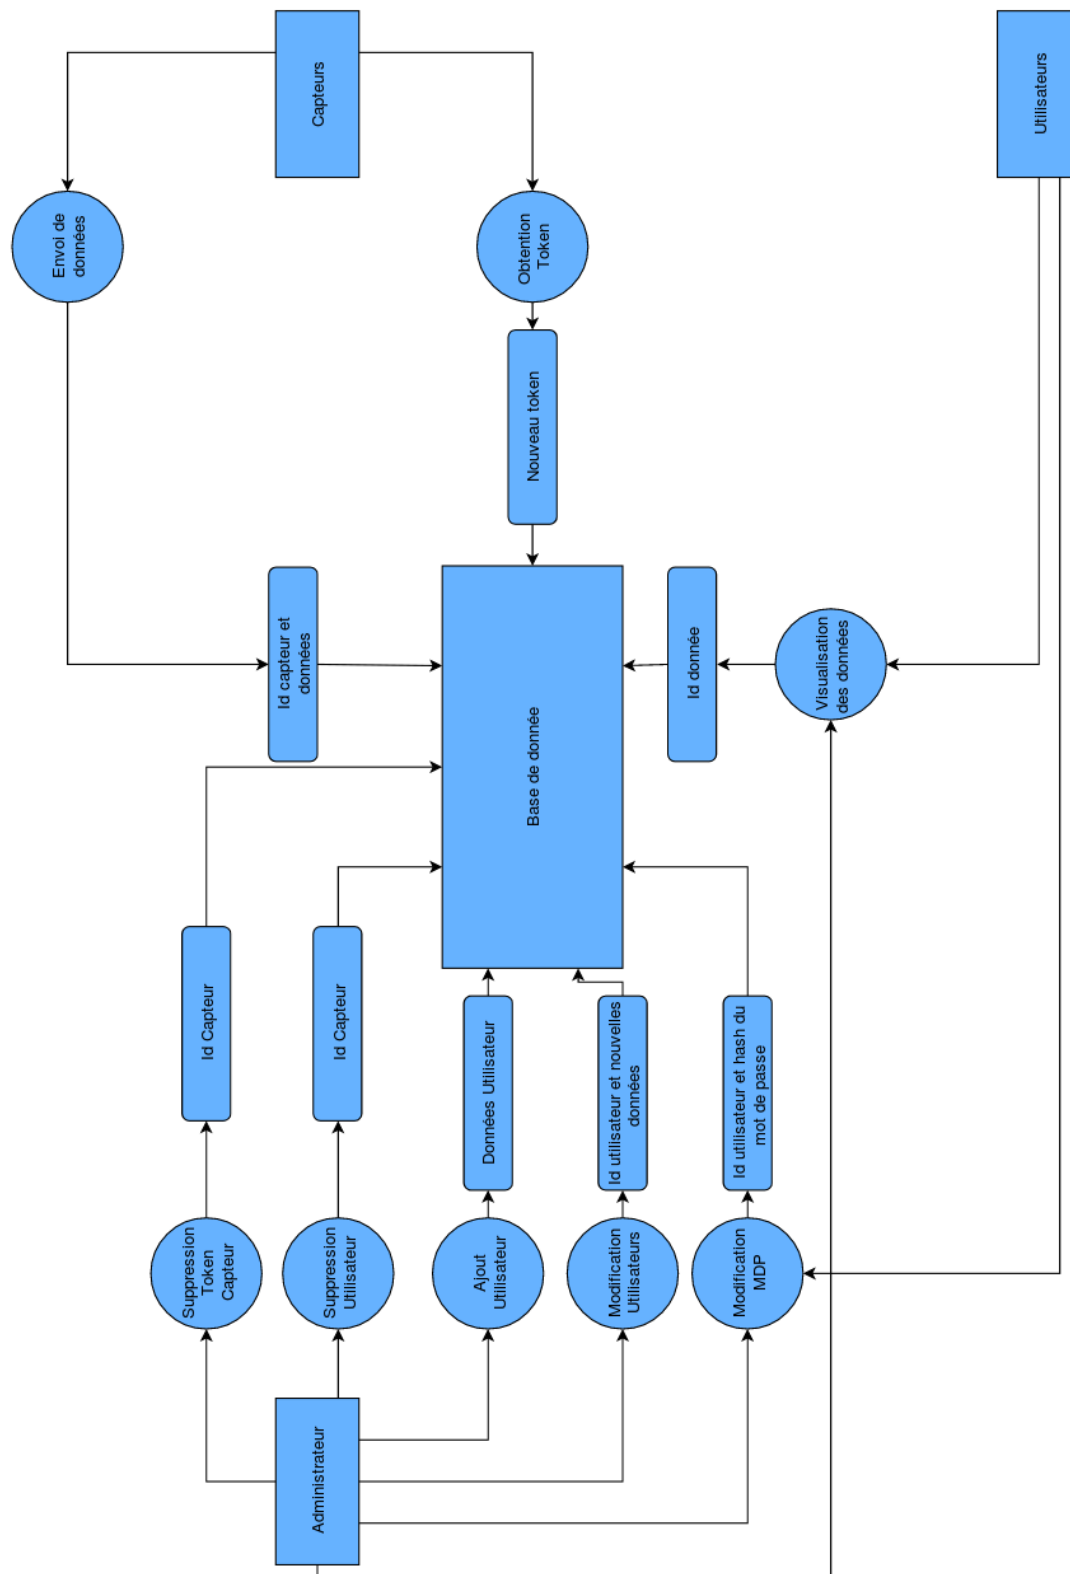 Capteurs
Utilisateurs
Envoi de
données
Obtention
Token
Nouveau token
Id capteur et
données
Base de donnée
Id donnée
Visualisation
des données
Id Capteur
Id Capteur
Données Utilisateur
Id utilisateur et nouvelles
données
Id utilisateur et hash du
mot de passe
Suppression
Token
Capteur
Suppression
Utilisateur
Ajout
Utilisateur
Modification
Utilisateurs
Modification
MDP
Administrateur